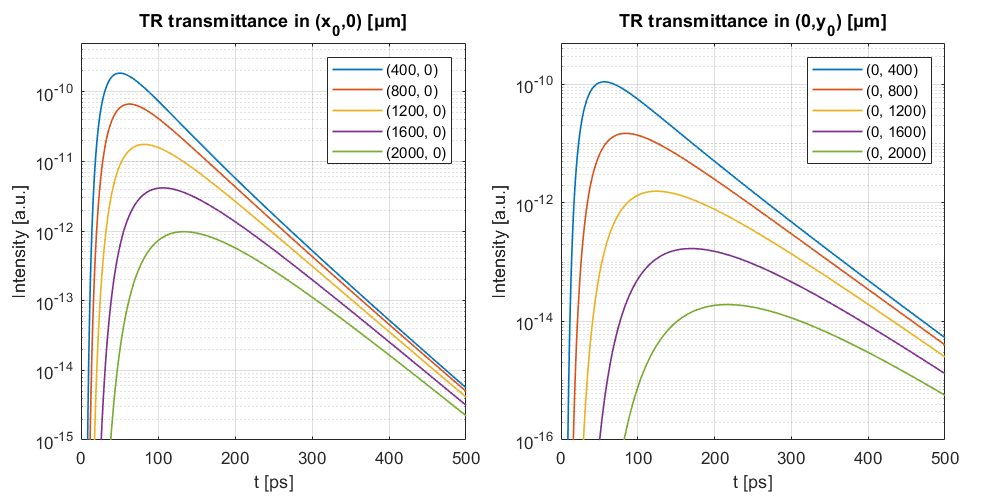 TR transmittance in (x0,0) [µm]
10-10
10-11
10-12
10-13
10-14
10-15
Intensity [a.u.]
0 100 200 300 400 500
t [ps]
(400, 0)
(800, 0)
(1200, 0)
(1600, 0)
(2000, 0)
TR transmittance in (0,y0) [µm]
10-10
10-12
10-14
10-16
Intensity [a.u.]
0 100 200 300 400 500
t [ps]
(0, 400)
(0, 800)
(0, 1200)
(0, 1600)
(0, 2000)